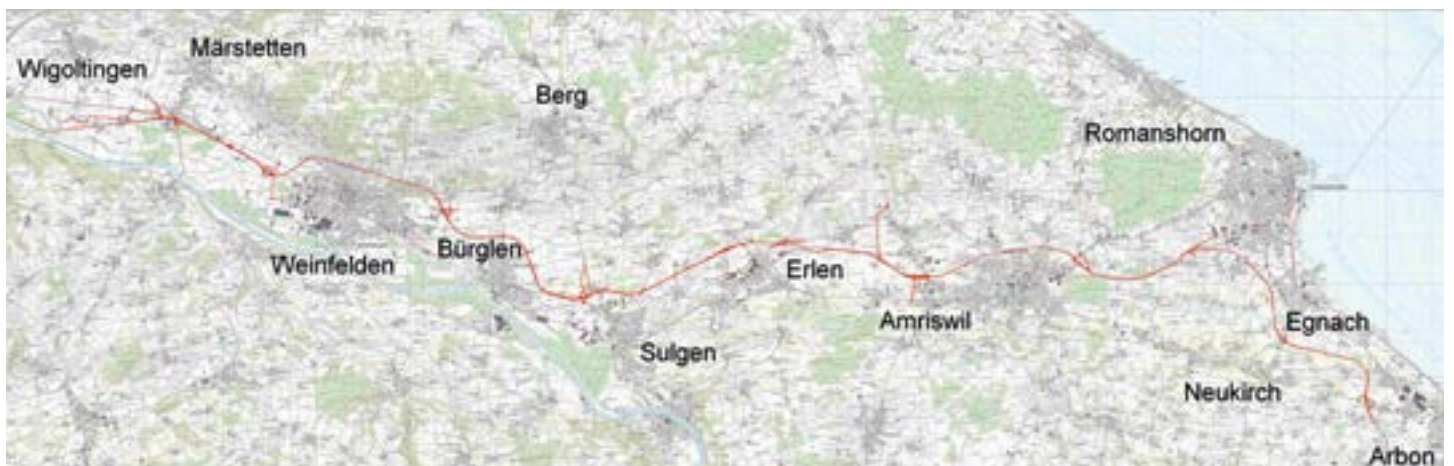 Märstetten
Wigoltingen
Berg
Romanshorn
Bürglen
Weinfelden
Erlen
Amriswil
Egnach
Sulgen
Neukirch
Arbon